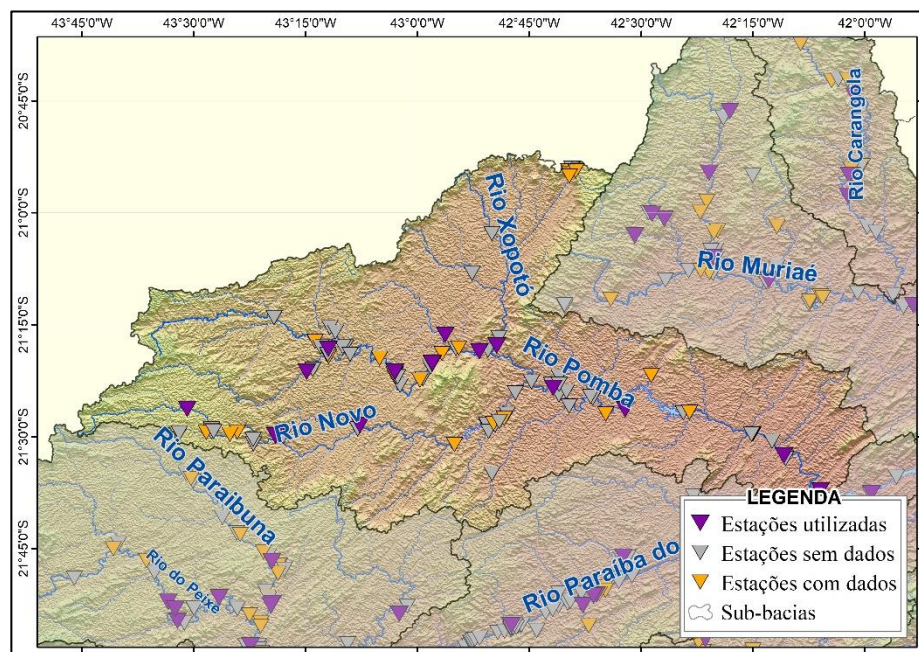 43°45'0"W 43°30'0"W 43°15'0"W 43°00'0"W 42°45'0"W 42°30'0"W 42°15'0"W 42°00'0"W
20°45'0"S
21°0'0"S
21°15'0"S
21°30'0"S
21°45'0"S
Rio Xopotó
Rio Carangola
Rio Muriaé
Rio Pomba
Rio Novo
Rio Paraibuna
Rio do Peixe
Rio Paraíba do
LEGENDA
Estações utilizadas
Estações sem dados
Estações com dados
Sub-bacias